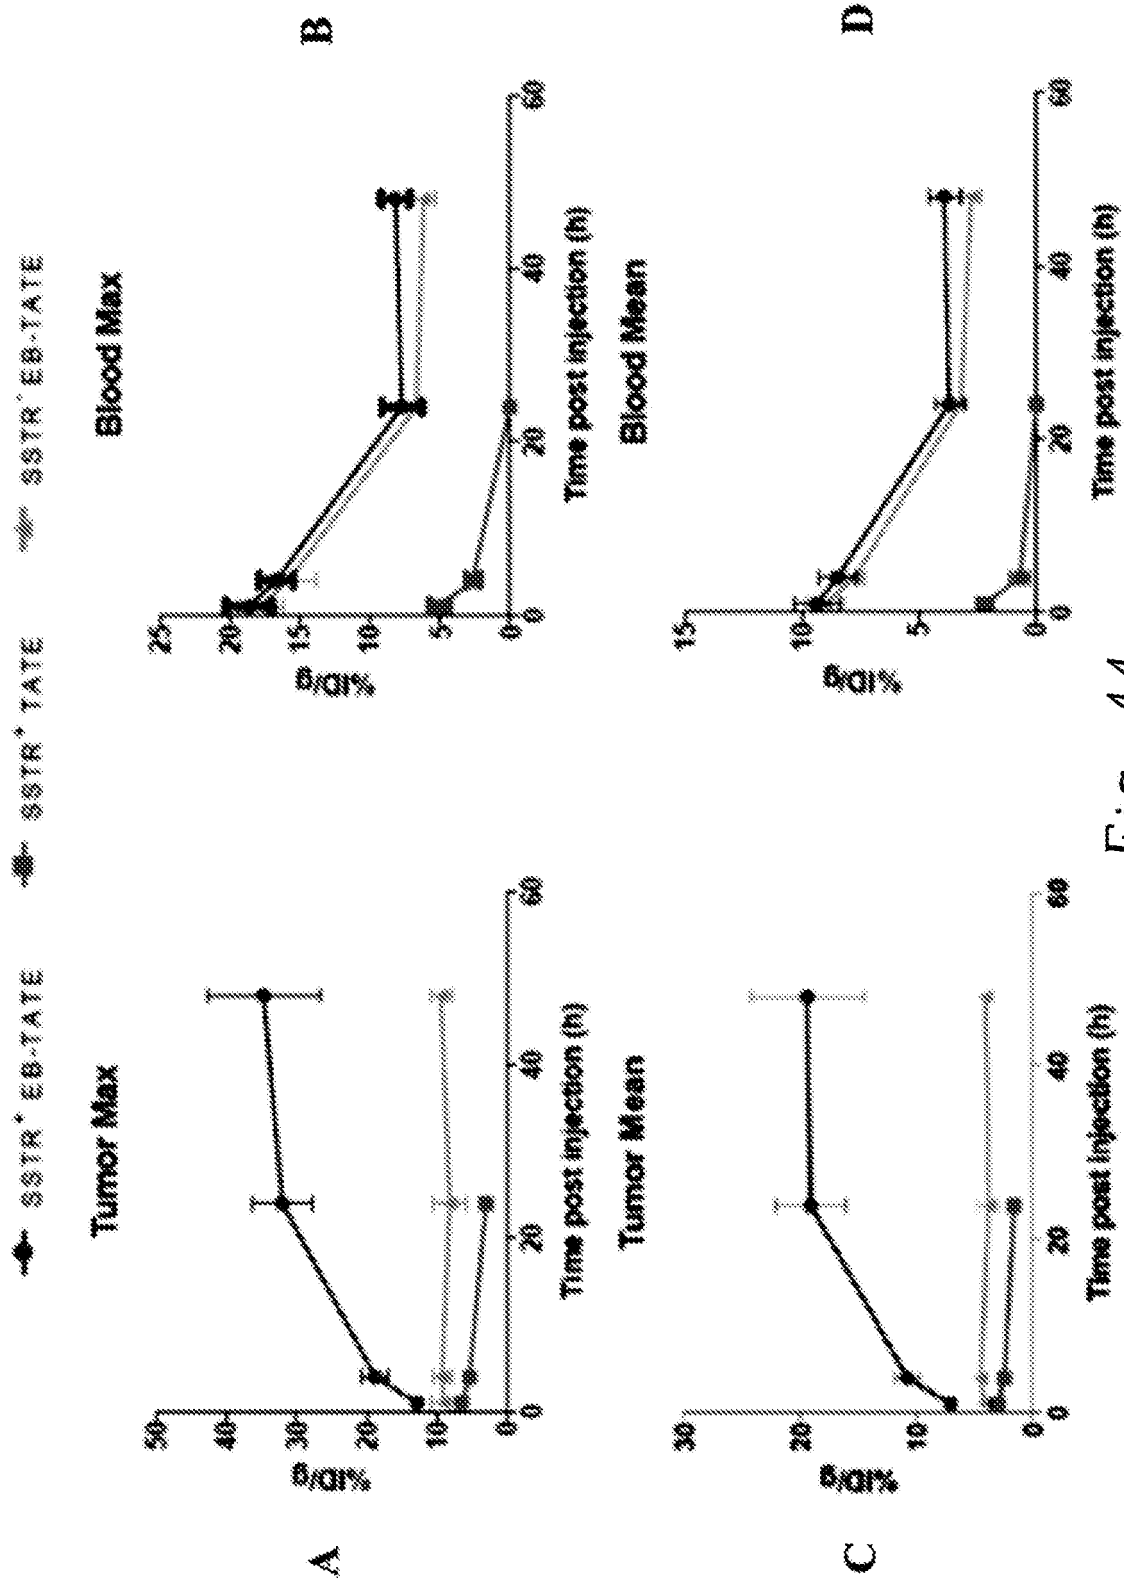 SSTR+ EB-TATE SSTR+ TATE SSTR- EB-TATE
A
Tumor Max
%ID/g
50
40
30
20
10
0
0 20 40 60
Time post injection (h)
B
Blood Max
%ID/g
25
20
15
10
5
0
0 20 40 60
Time post injection (h)
C
Tumor Mean
%ID/g
30
20
10
0
0 20 40 60
Time post injection (h)
D
Blood Mean
%ID/g
15
10
5
0
0 20 40 60
Time post injection (h)